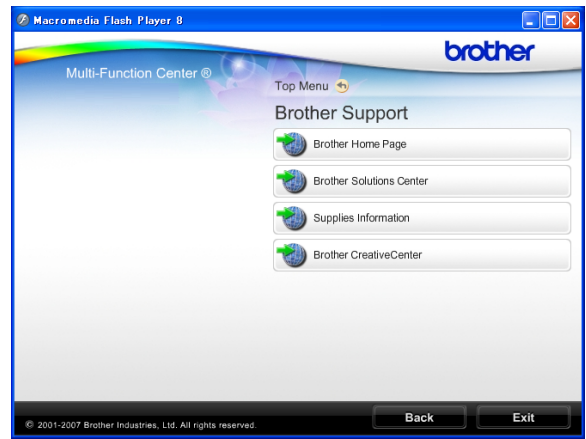 Macromedia Flash Player 8
brother
Multi-Function Center ®
Top Menu
Brother Support
Brother Home Page
Brother Solutions Center
Supplies Information
Brother CreativeCenter
© 2001-2007 Brother Industries, Ltd. All rights reserved.
Back
Exit